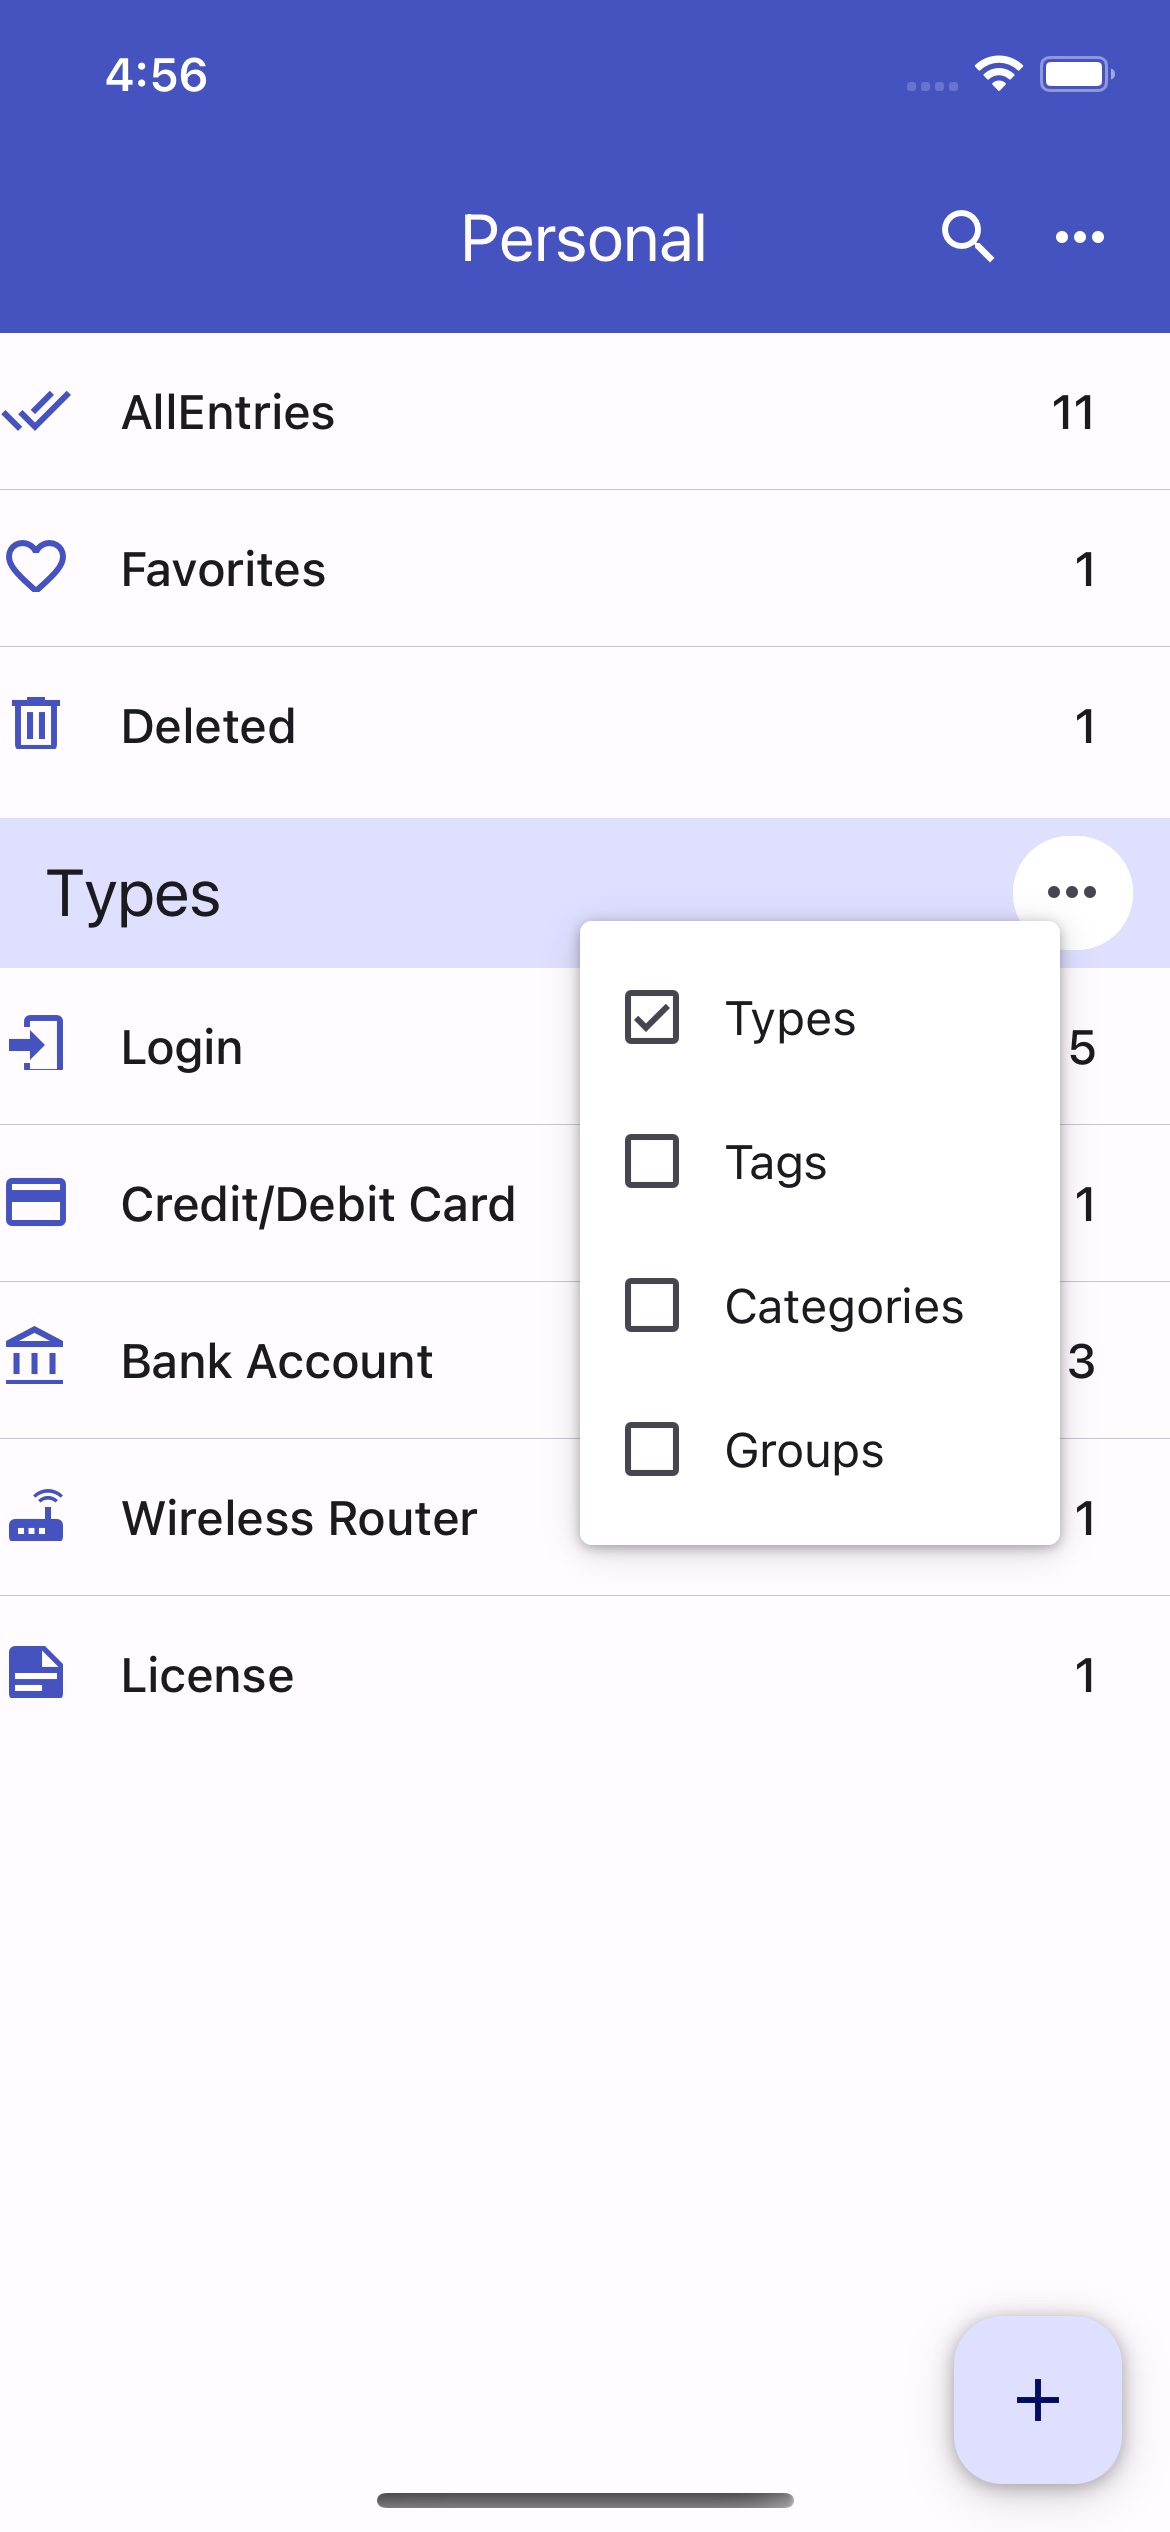 4:56
Personal
AllEntries 11
Favorites 1
Deleted 1
Types
Types
Tags
Categories
Groups
Login 5
Credit/Debit Card 1
Bank Account 3
Wireless Router 1
License 1